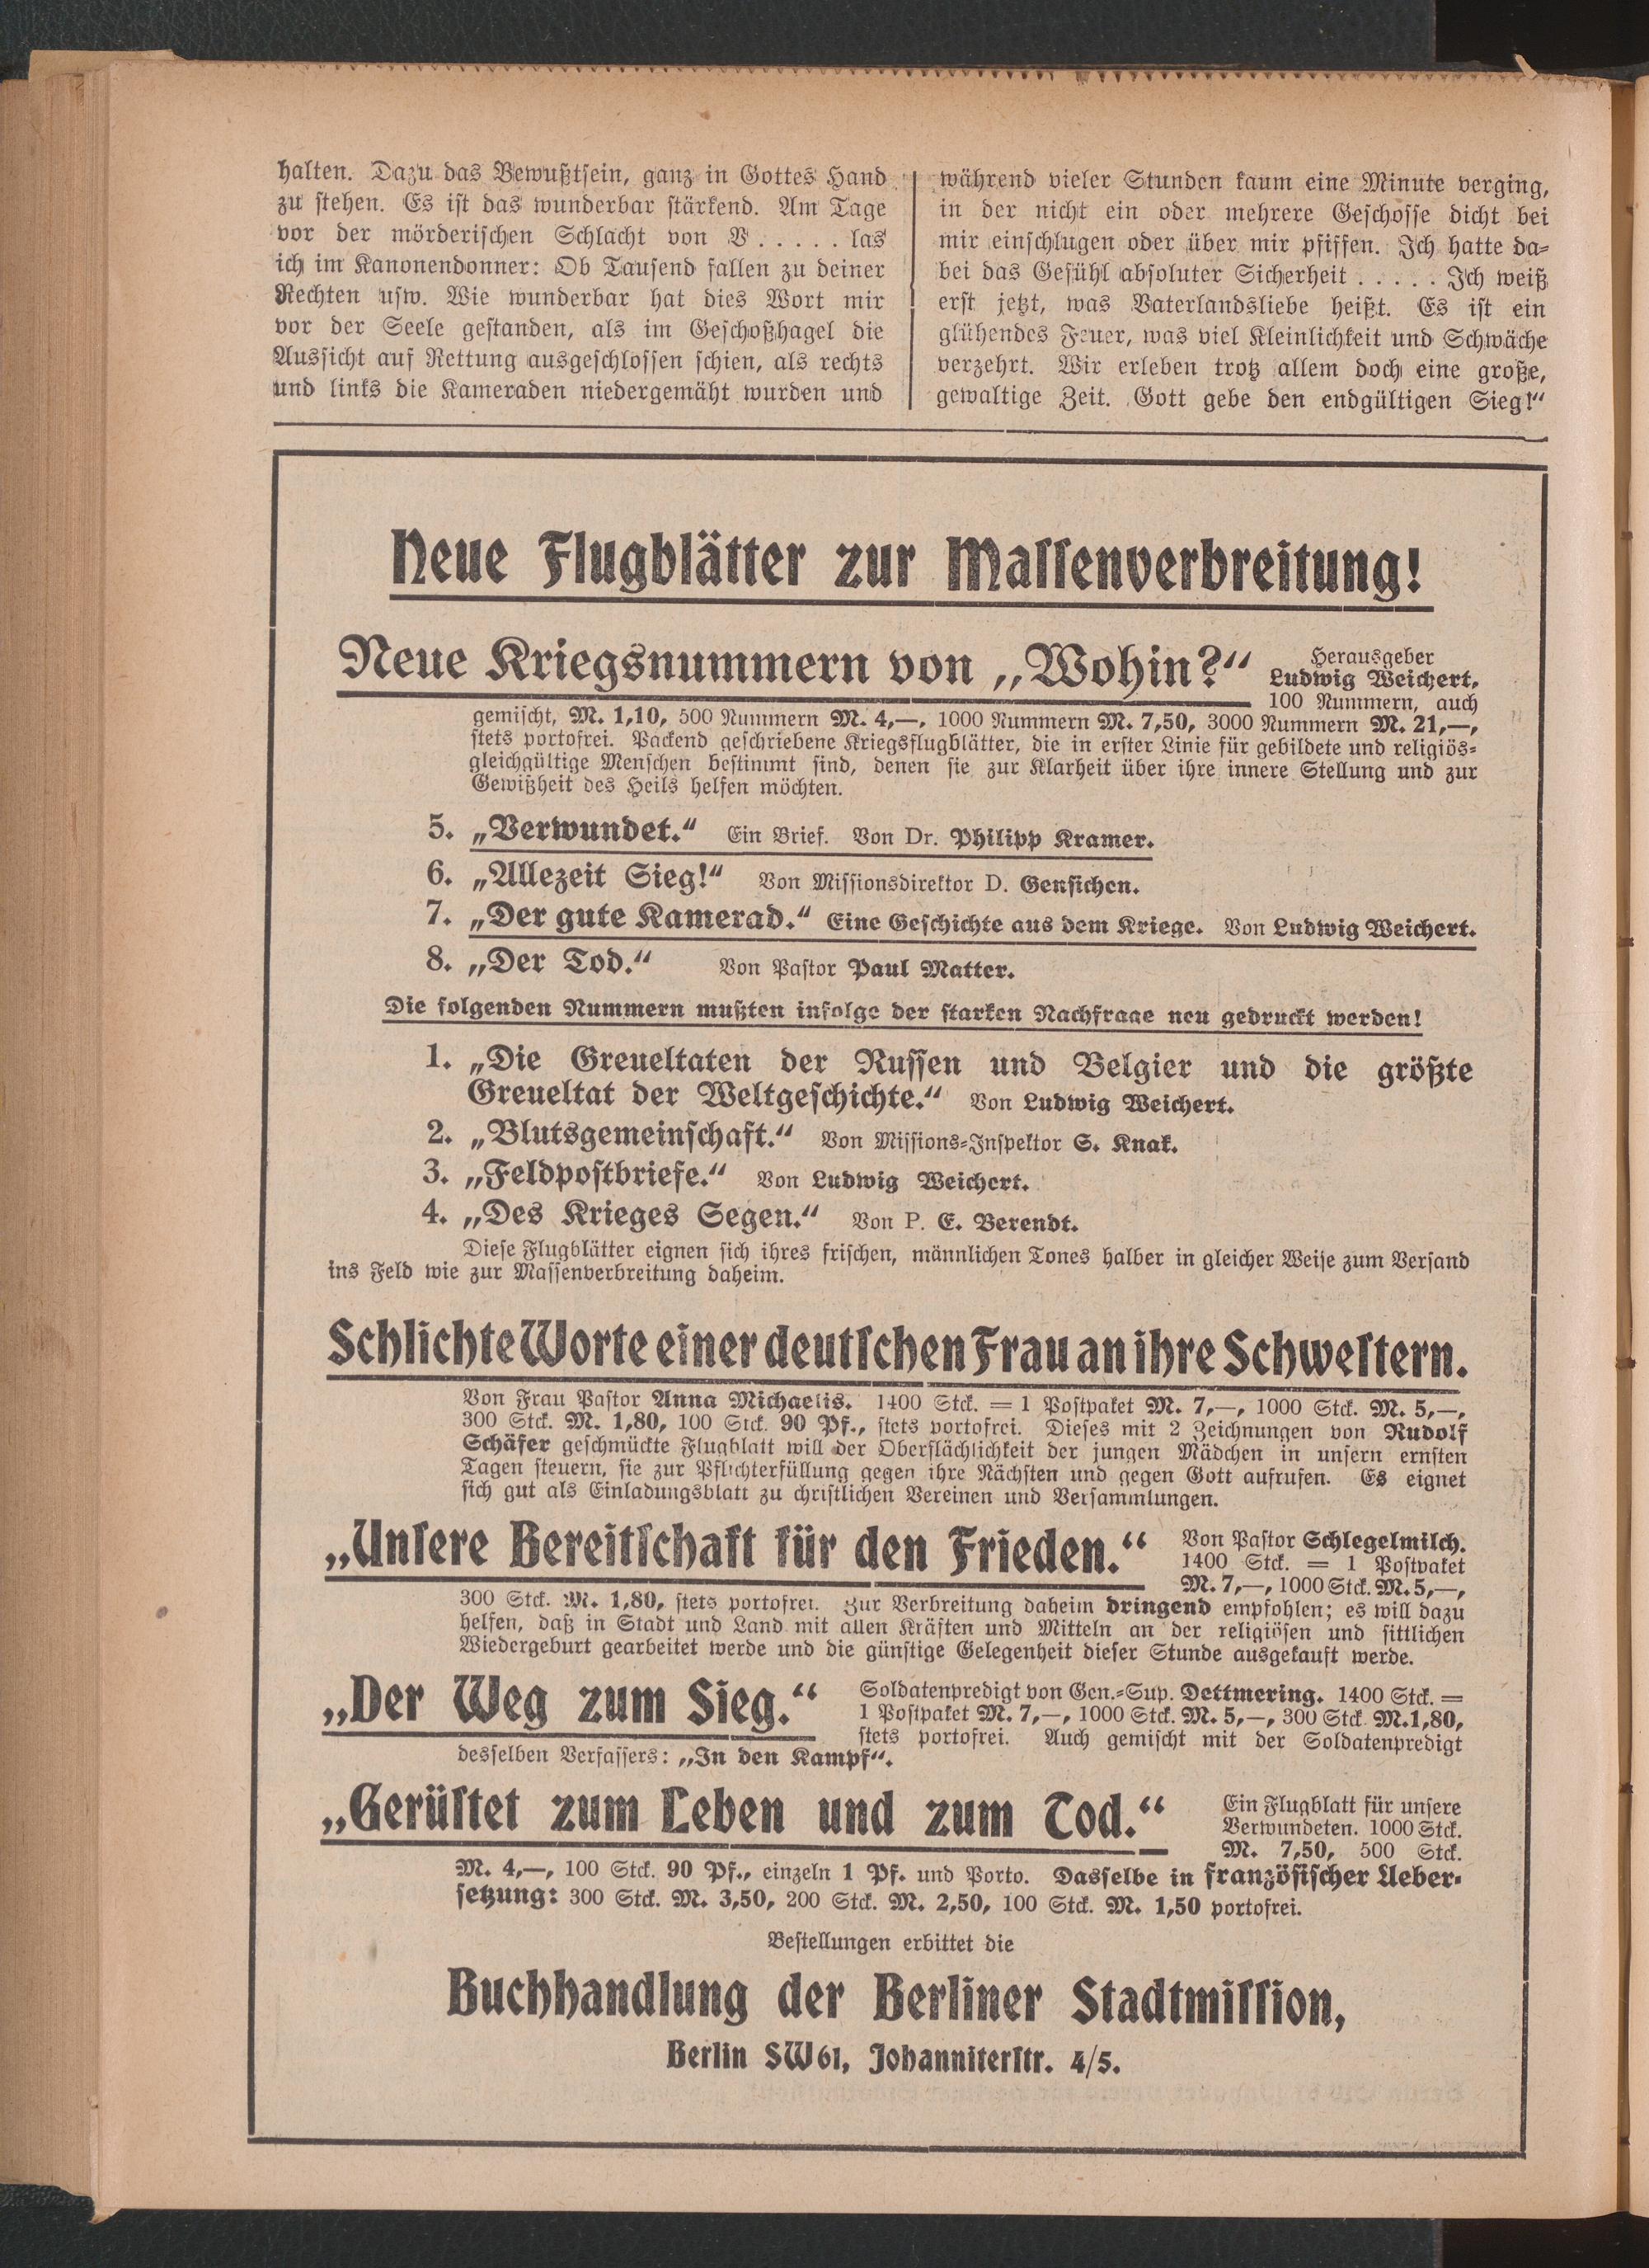 halten. Dazu das Bewußtsein, ganz in Gottes Hand
zu stehen. Es ist das wunderbar stärkend. Am Tage
vor der mörderischen Schlacht von V. . . . . las
ich im Kanonendonner: Ob Tausend fallen zu deiner
Rechten usw. Wie wunderbar hat dies Wort mir
vor der Seele gestanden, als im Geschoßhagel die
Aussicht auf Rettung ausgeschlossen schien, als rechts
und links die Kameraden niedergemäht wurden und
während vieler Stunden kaum eine Minute verging,
in der nicht ein oder mehrere Geschosse dicht bei
mir einschlugen oder über mir pfiffen. Ich hatte da-
bei das Gefühl absoluter Sicherheit . . . . . Ich weiß
erst jetzt, was Vaterlandsliebe heißt. Es ist ein
glühendes Feuer, was viel Kleinlichkeit und Schwäche
verzehrt. Wir erleben trotz allem doch eine große,
gewaltige Zeit. Gott gebe den endgültigen Sieg!“
Neue Flugblätter zur Massenverbreitung!
Neue Kriegsnummern von „Wohin?“
Herausgeber
Ludwig Weichert,
100 Nummern, auch
gemischt, M. 1,10, 500 Nummern M. 4,—, 1000 Nummern M. 7,50, 3000 Nummern M. 21,—,
stets portofrei. Packend geschriebene Kriegsflugblätter, die in erster Linie für gebildete und religiös-
gleichgültige Menschen bestimmt sind, denen sie zur Klarheit über ihre innere Stellung und zur
Gewißheit des Heils helfen möchten.
5. „Verwundet.“ Ein Brief. Von Dr. Philipp Kramer.
6. „Allezeit Sieg!“ Von Missionsdirektor D. Gensichen.
7. „Der gute Kamerad.“ Eine Geschichte aus dem Kriege. Von Ludwig Weichert.
8. „Der Tod.“ Von Pastor Paul Matter.
Die folgenden Nummern mußten infolge der starken Nachfrage neu gedruckt werden!
1. „Die Greueltaten der Russen und Belgier und die größte
Greueltat der Weltgeschichte.“ Von Ludwig Weichert.
2. „Blutsgemeinschaft.“ Von Missions-Inspektor S. Knak.
3. „Feldpostbriefe.“ Von Ludwig Weichert.
4. „Des Krieges Segen.“ Von P. E. Berendt.
Diese Flugblätter eignen sich ihres frischen, männlichen Tones halber in gleicher Weise zum Versand
ins Feld wie zur Massenverbreitung daheim.
Schlichte Worte einer deutschen Frau an ihre Schwestern.
Von Frau Pastor Anna Michaelis. 1400 Stck. = 1 Postpaket M. 7,—, 1000 Stck. M. 5,—,
300 Stck. M. 1,80, 100 Stck. 90 Pf., stets portofrei. Dieses mit 2 Zeichnungen von Rudolf
Schäfer geschmückte Flugblatt will der Oberflächlichkeit der jungen Mädchen in unsern ernsten
Tagen steuern, sie zur Pflichterfüllung gegen ihre Nächsten und gegen Gott aufrufen. Es eignet
sich gut als Einladungsblatt zu christlichen Vereinen und Versammlungen.
„Unsere Bereitschaft für den Frieden.“
Von Pastor Schlegelmilch.
1400 Stck. = 1 Postpaket
M. 7,—, 1000 Stck. M. 5,—,
300 Stck. M. 1,80, stets portofrei. Zur Verbreitung daheim dringend empfohlen; es will dazu
helfen, daß in Stadt und Land mit allen Kräften und Mitteln an der religiösen und sittlichen
Wiedergeburt gearbeitet werde und die günstige Gelegenheit dieser Stunde ausgekauft werde.
„Der Weg zum Sieg.“
Soldatenpredigt von Gen.-Sup. Dettmering. 1400 Stck. =
1 Postpaket M. 7,—, 1000 Stck. M. 5,—, 300 Stck. M. 1,80,
stets portofrei. Auch gemischt mit der Soldatenpredigt
desselben Verfassers: „In den Kampf“.
„Gerüstet zum Leben und zum Tod.“
Ein Flugblatt für unsere
Verwundeten. 1000 Stck.
M. 7,50, 500 Stck.
M. 4,—, 100 Stck. 90 Pf., einzeln 1 Pf. und Porto. Dasselbe in französischer Ueber-
setzung: 300 Stck. M. 3,50, 200 Stck. M. 2,50, 100 Stck. M. 1,50 portofrei.
Bestellungen erbittet die
Buchhandlung der Berliner Stadtmission,
Berlin SW 61, Johanniterstr. 4/5.